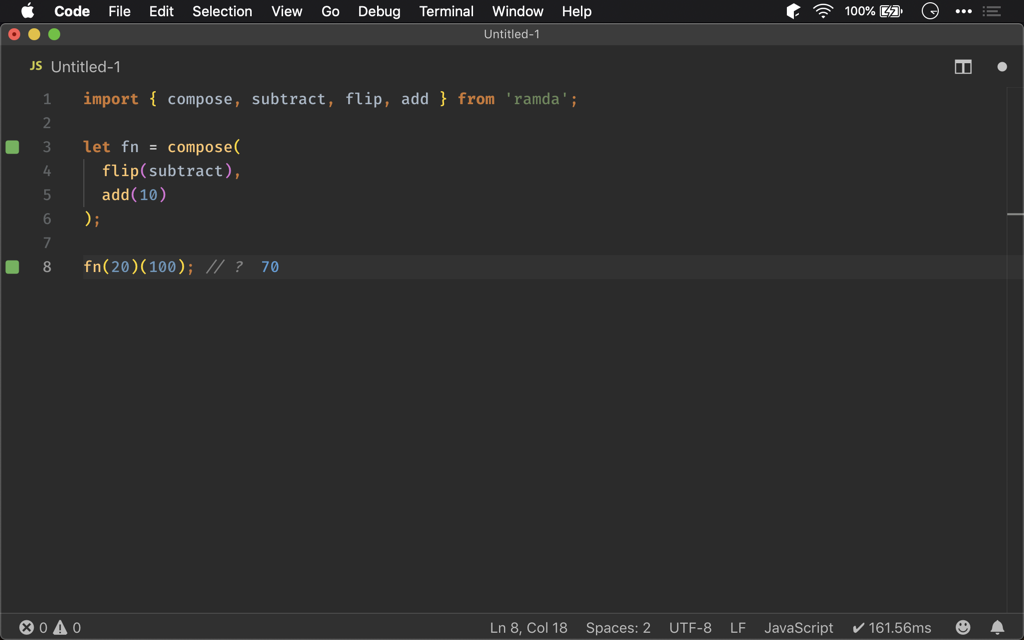 Code File Edit Selection View Go Debug Terminal Window Help 100%
Untitled-1
JS Untitled-1
1 import { compose, subtract, flip, add } from 'ramda';
2
3 let fn = compose(
4 flip(subtract),
5 add(10)
6 );
7
8 fn(20)(100); // ? 70
0 0 Ln 8, Col 18 Spaces: 2 UTF-8 LF JavaScript ✔ 161.56ms